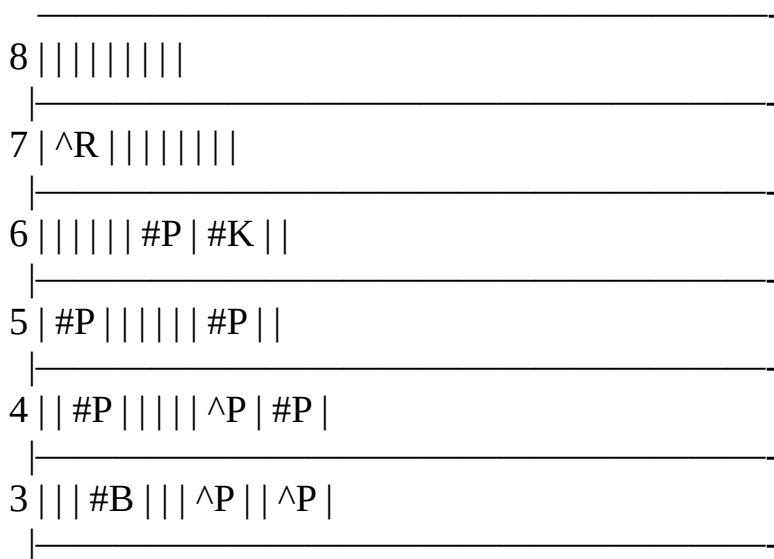 8 | | | | | | | | |
7 | ^R | | | | | | | |
6 | | | | | | #P | #K | |
5 | #P | | | | | | #P | |
4 | | #P | | | | | ^P | #P |
3 | | | #B | | | ^P | | ^P |